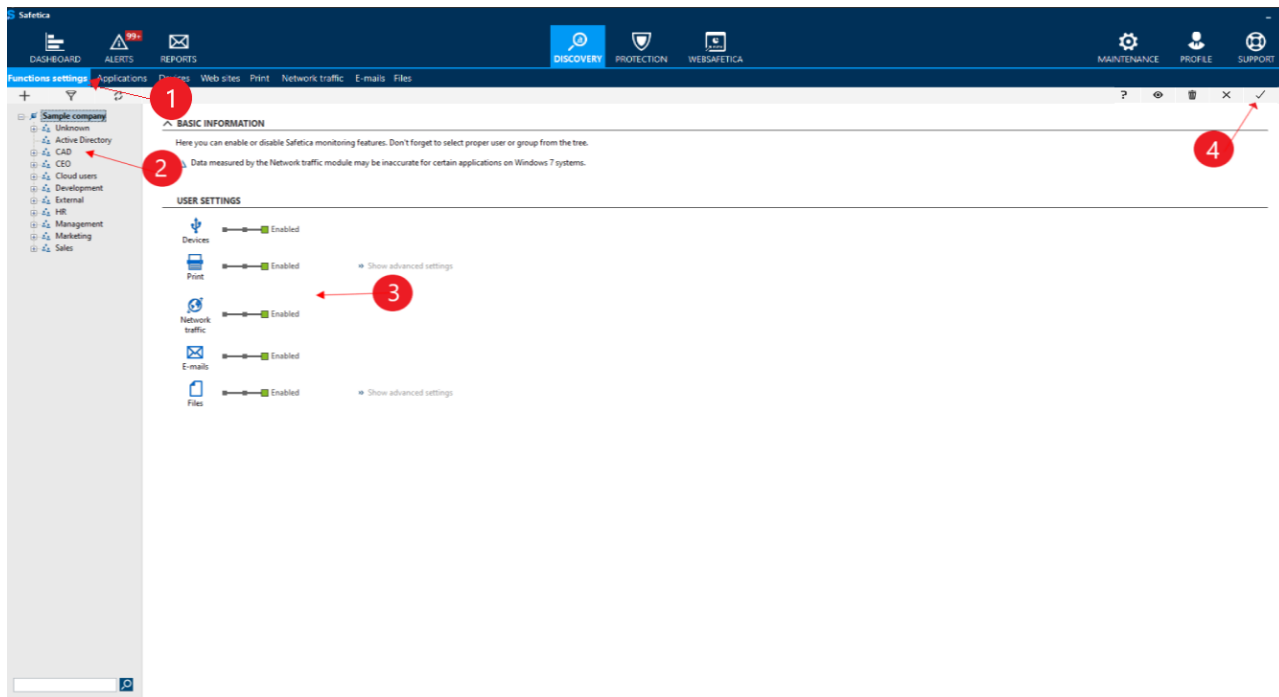 Safetica
99+
DASHBOARD ALERTS REPORTS DISCOVERY PROTECTION WEBSAFETICA MAINTENANCE PROFILE SUPPORT
Functions settings Applications Devices Web sites Print Network traffic E-mails Files
1
?
Sample company
Unknown
Active Directory
CAD
CEO
Cloud users
Development
External
HR
Management
Marketing
Sales
2
BASIC INFORMATION
Here you can enable or disable Safetica monitoring features. Don't forget to select proper user or group from the tree.
Data measured by the Network traffic module may be inaccurate for certain applications on Windows 7 systems.
4
USER SETTINGS
Devices Enabled
Print Enabled Show advanced settings
3
Network
traffic Enabled
E-mails Enabled
Files Enabled Show advanced settings